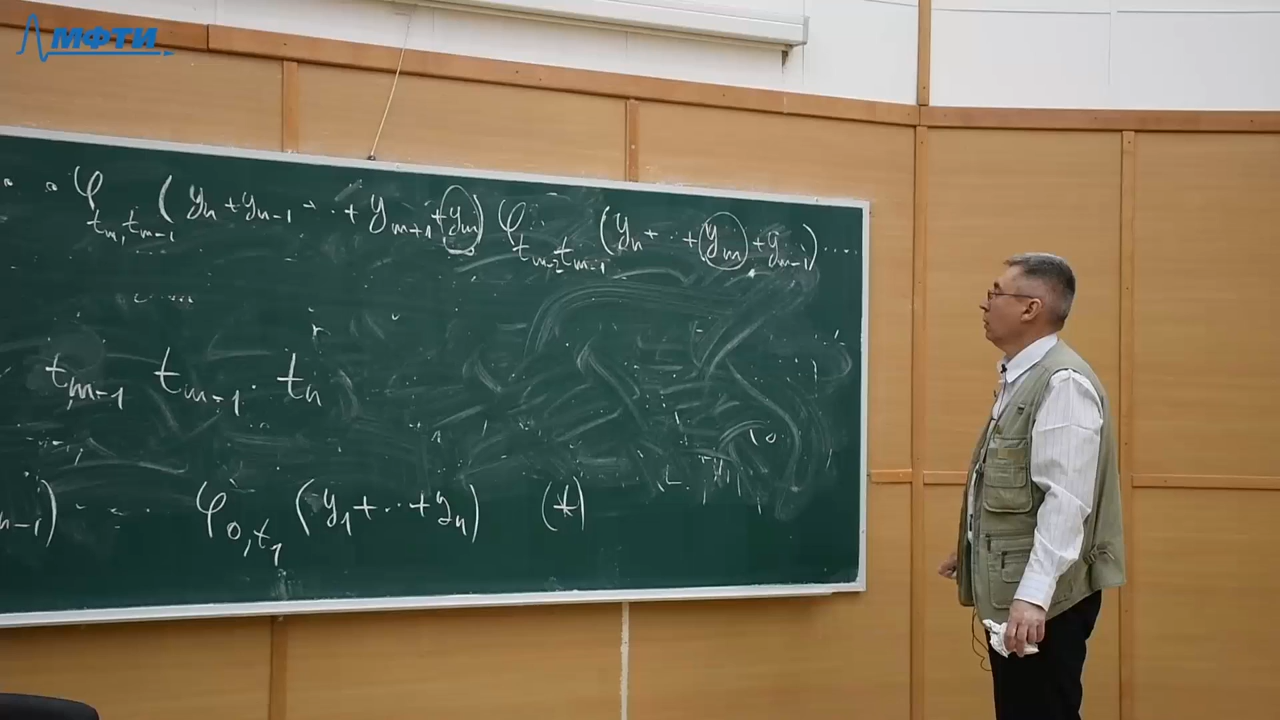 МФТИ
. . φ_{t_m, t_{m-1}} (y_n + y_{n-1} ... + y_{m+1} + y_m) φ_{t_{m-2} t_{m-1}} (y_n + ... + y_m + y_{m-1}) ....
t_{m-1} t_{m-1} . t_n
_{n-1}) ---- φ_{0, t_1} (y_1 + ... + y_n) (*)